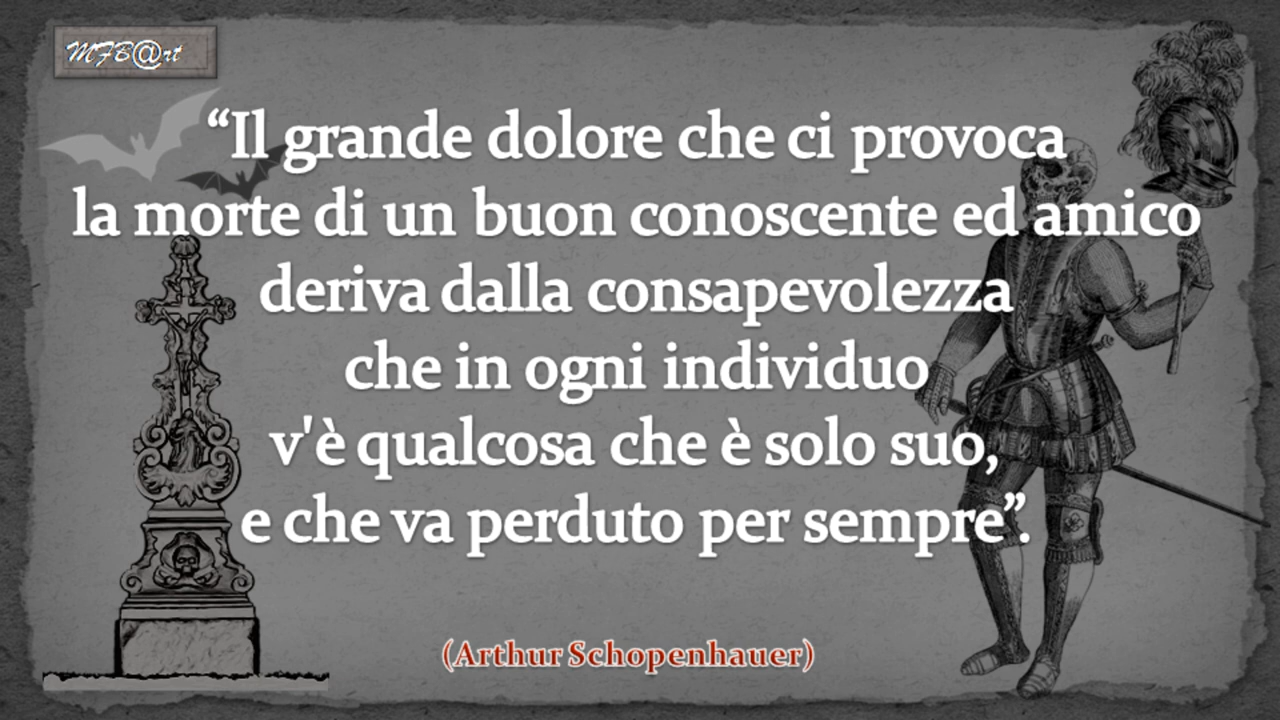 MFB@rt
“Il grande dolore che ci provoca
la morte di un buon conoscente ed amico
deriva dalla consapevolezza
che in ogni individuo
v'è qualcosa che è solo suo,
e che va perduto per sempre”.
(Arthur Schopenhauer)